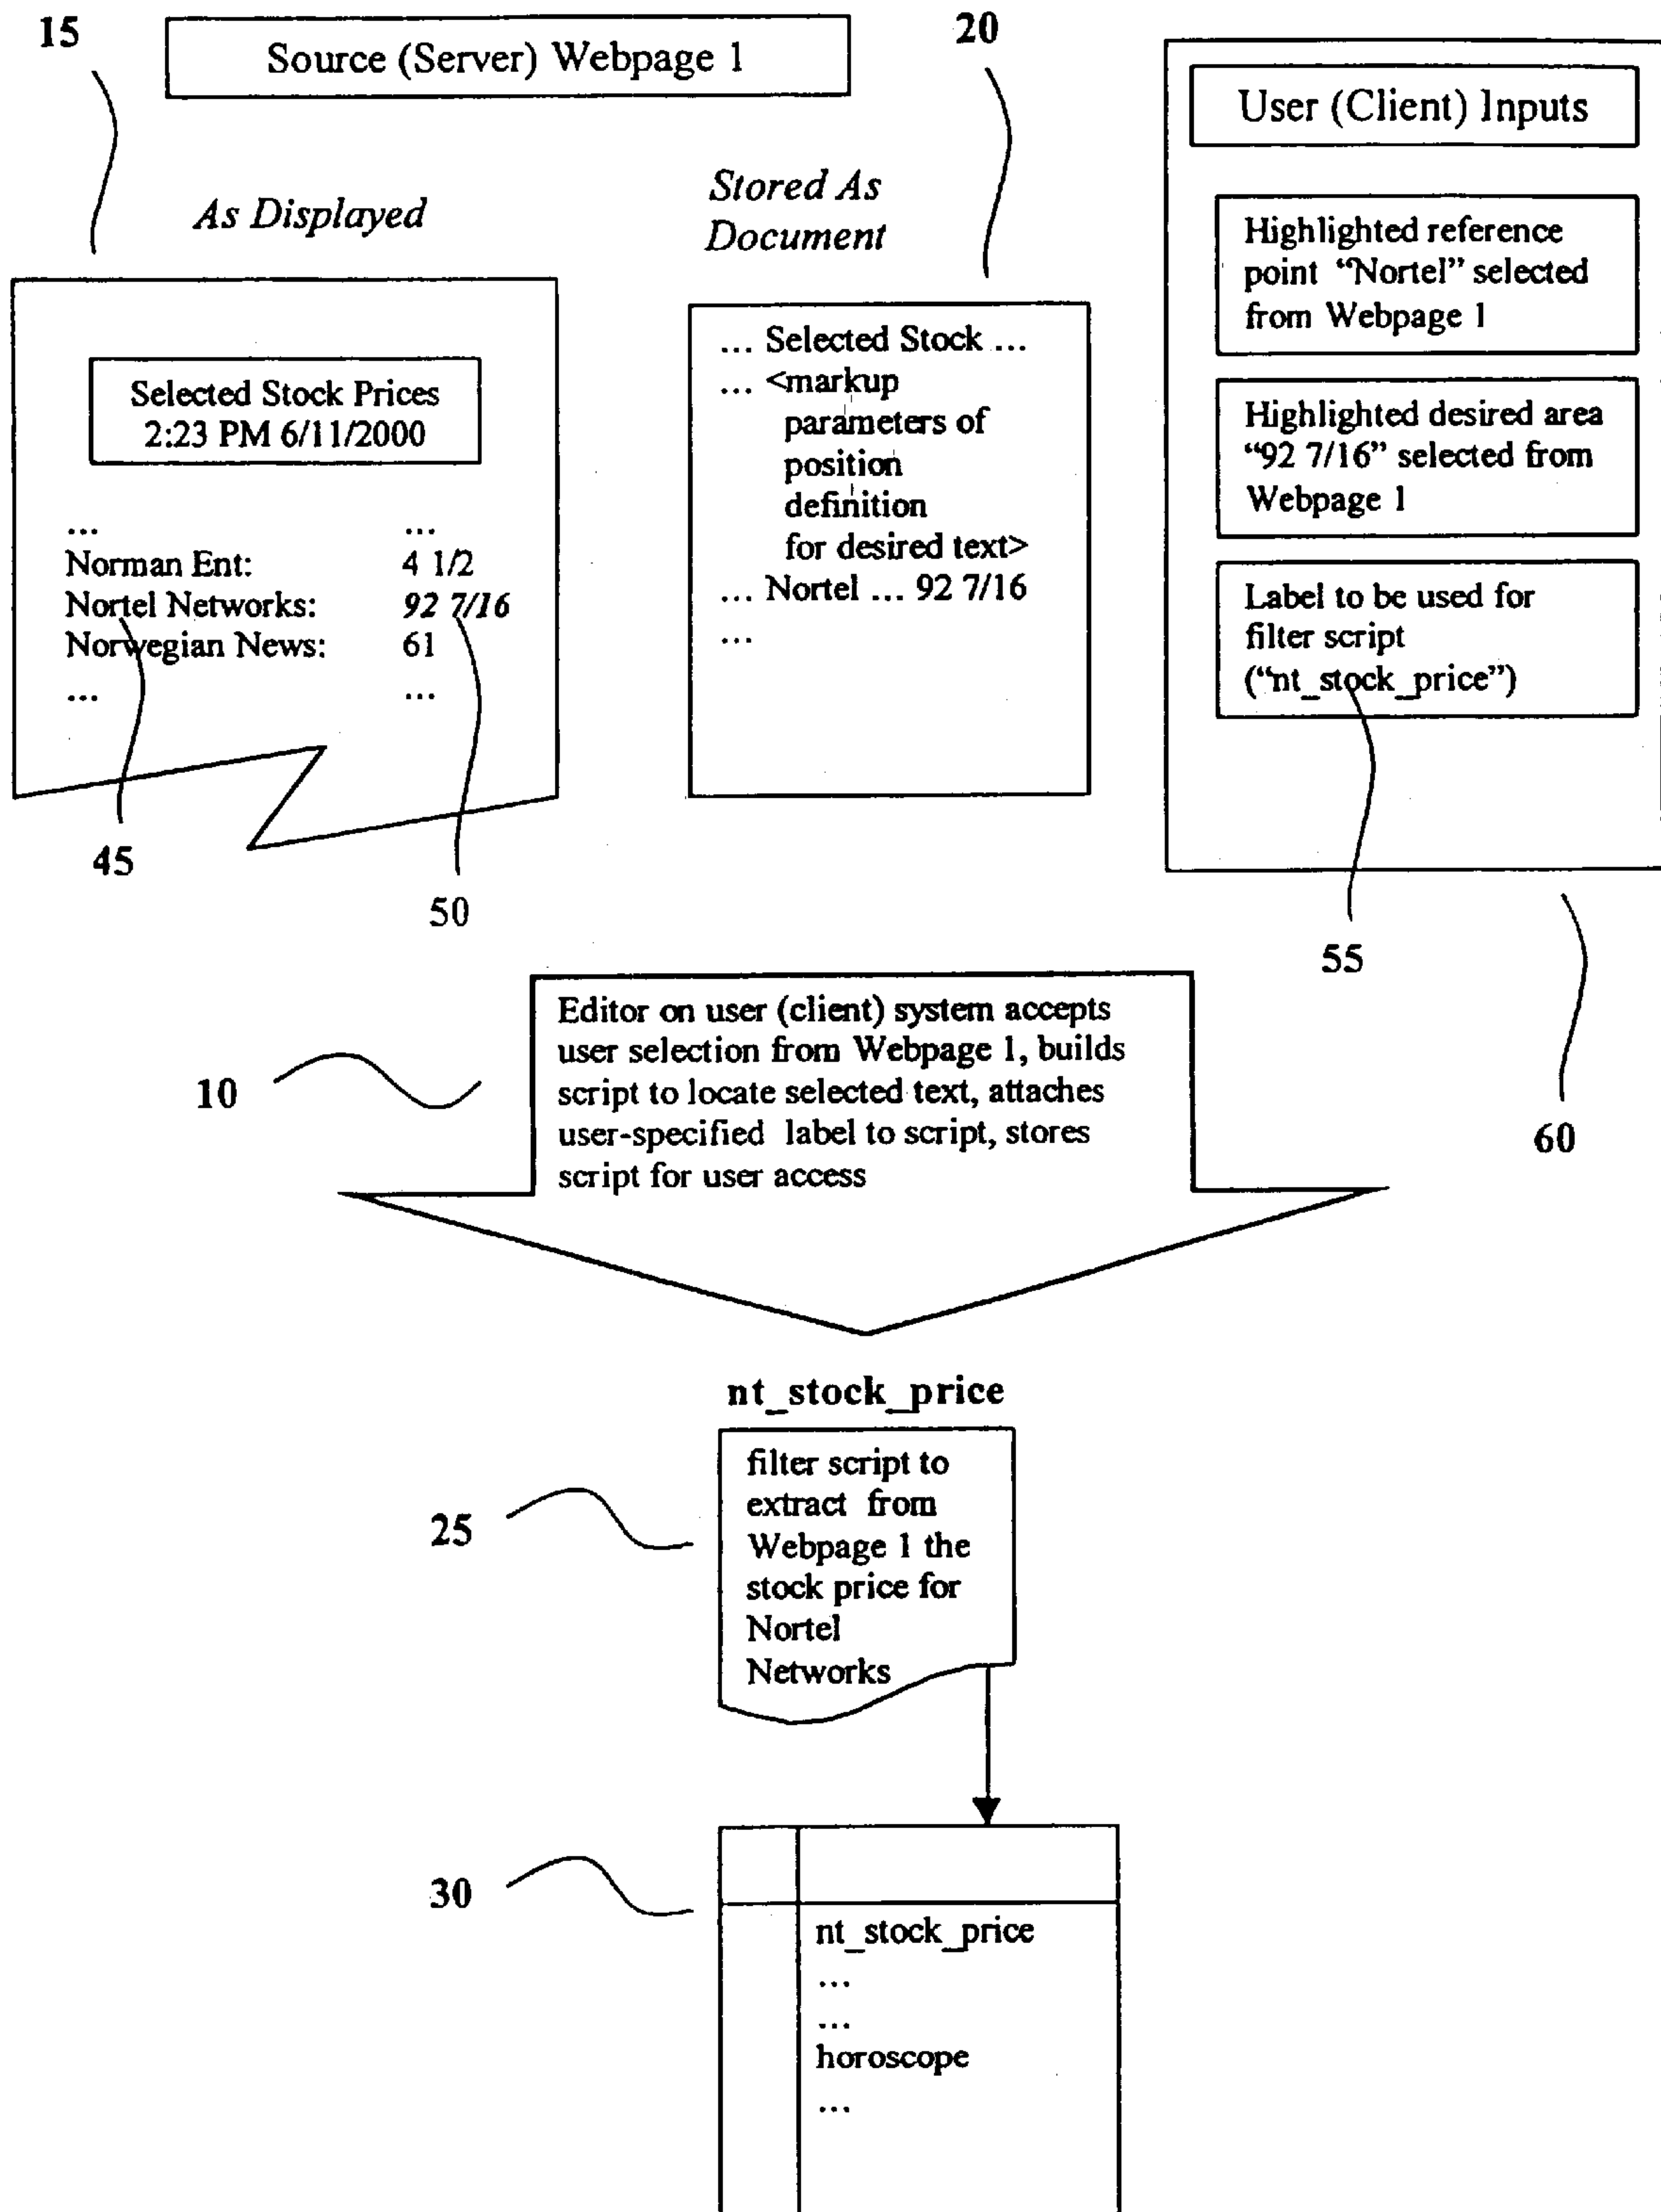 15
Source (Server) Webpage 1
20
As Displayed
Stored As
Document
Selected Stock Prices
2:23 PM 6/11/2000
... ...
Norman Ent: 4 1/2
Nortel Networks: 92 7/16
Norwegian News: 61
... ...
45
50
... Selected Stock ...
... <markup
parameters of
position
definition
for desired text>
... Nortel ... 92 7/16
...
User (Client) Inputs
Highlighted reference
point “Nortel” selected
from Webpage 1
Highlighted desired area
“92 7/16” selected from
Webpage 1
Label to be used for
filter script
(“nt_stock_price”)
55
60
10
Editor on user (client) system accepts
user selection from Webpage 1, builds
script to locate selected text, attaches
user-specified label to script, stores
script for user access
nt_stock_price
25
filter script to
extract from
Webpage 1 the
stock price for
Nortel
Networks
30
nt_stock_price
...
...
horoscope
...